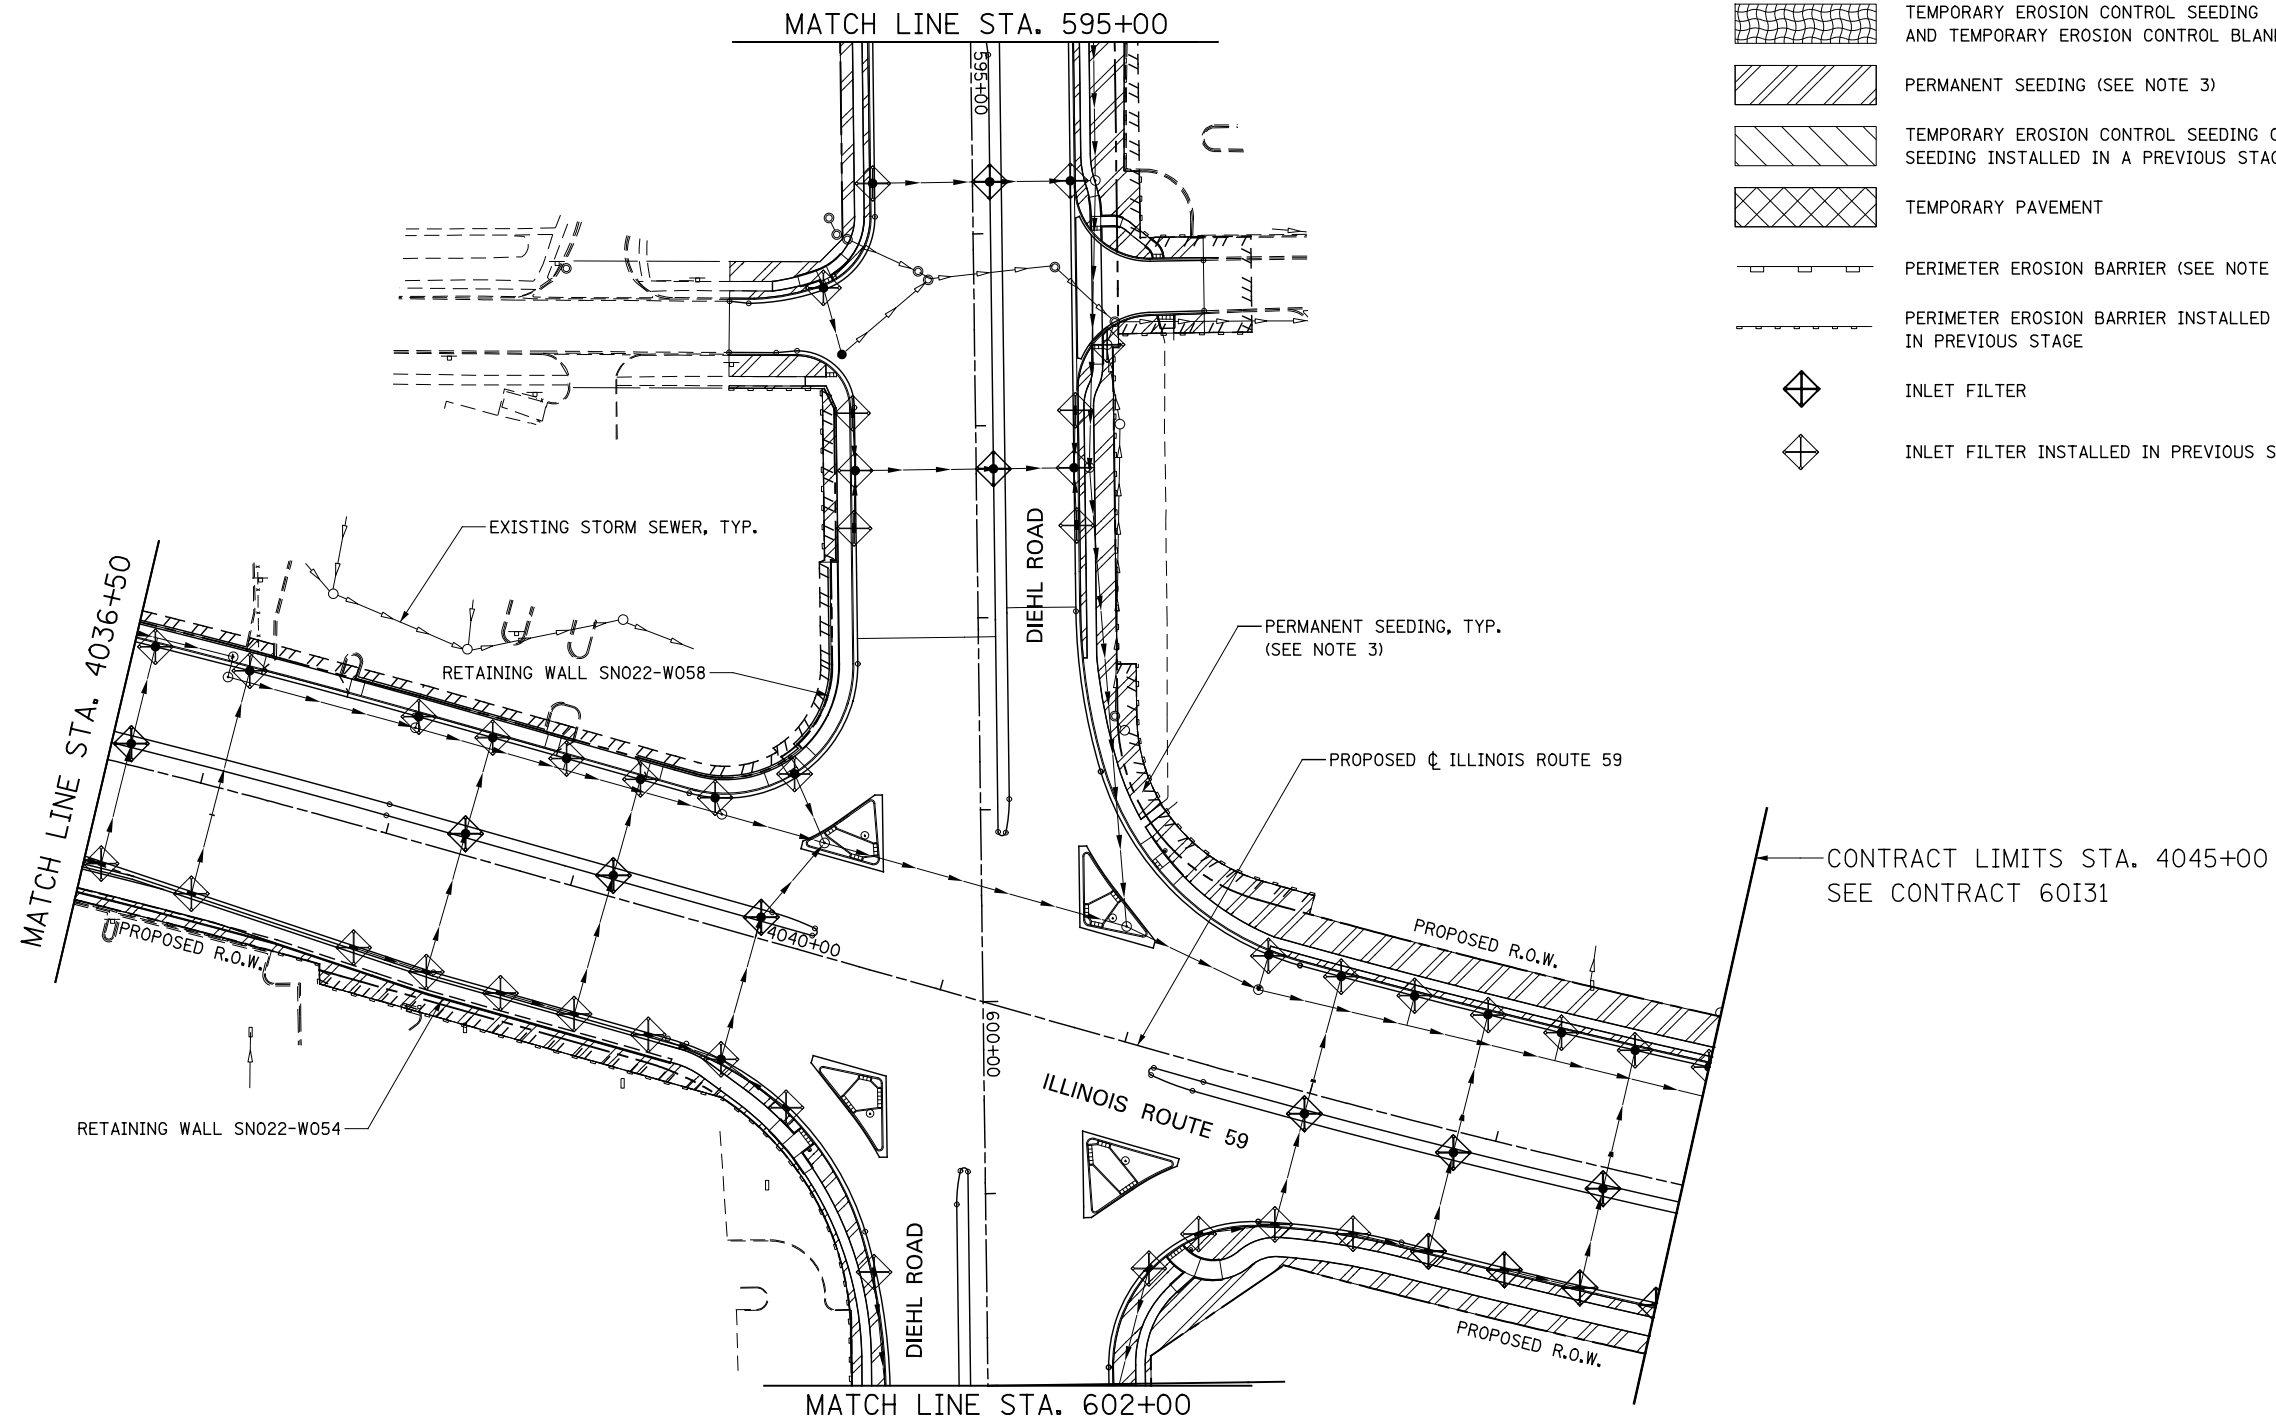 MATCH LINE STA. 595+00
TEMPORARY EROSION CONTROL SEEDING
AND TEMPORARY EROSION CONTROL
PERMANENT SEEDING (SEE NOTE 3)
TEMPORARY EROSION CONTROL SEEDING
SEEDING INSTALLED IN A PREVIOUS
TEMPORARY PAVEMENT
PERIMETER EROSION BARRIER (SEE NOTE
PERIMETER EROSION BARRIER INSTALLED
IN PREVIOUS STAGE
INLET FILTER
INLET FILTER INSTALLED IN PREVIOUS
595+00
EXISTING STORM SEWER, TYP.
DIEHL ROAD
MATCH LINE STA. 4036+50
PERMANENT SEEDING, TYP.
(SEE NOTE 3)
RETAINING WALL SN022-W058
PROPOSED ℄ ILLINOIS ROUTE 59
CONTRACT LIMITS STA. 4045+00
SEE CONTRACT 60I31
PROPOSED R.O.W.
PROPOSED R.O.W.
4040+00
600+00
ILLINOIS ROUTE 59
RETAINING WALL SN022-W054
DIEHL ROAD
PROPOSED R.O.W.
MATCH LINE STA. 602+00